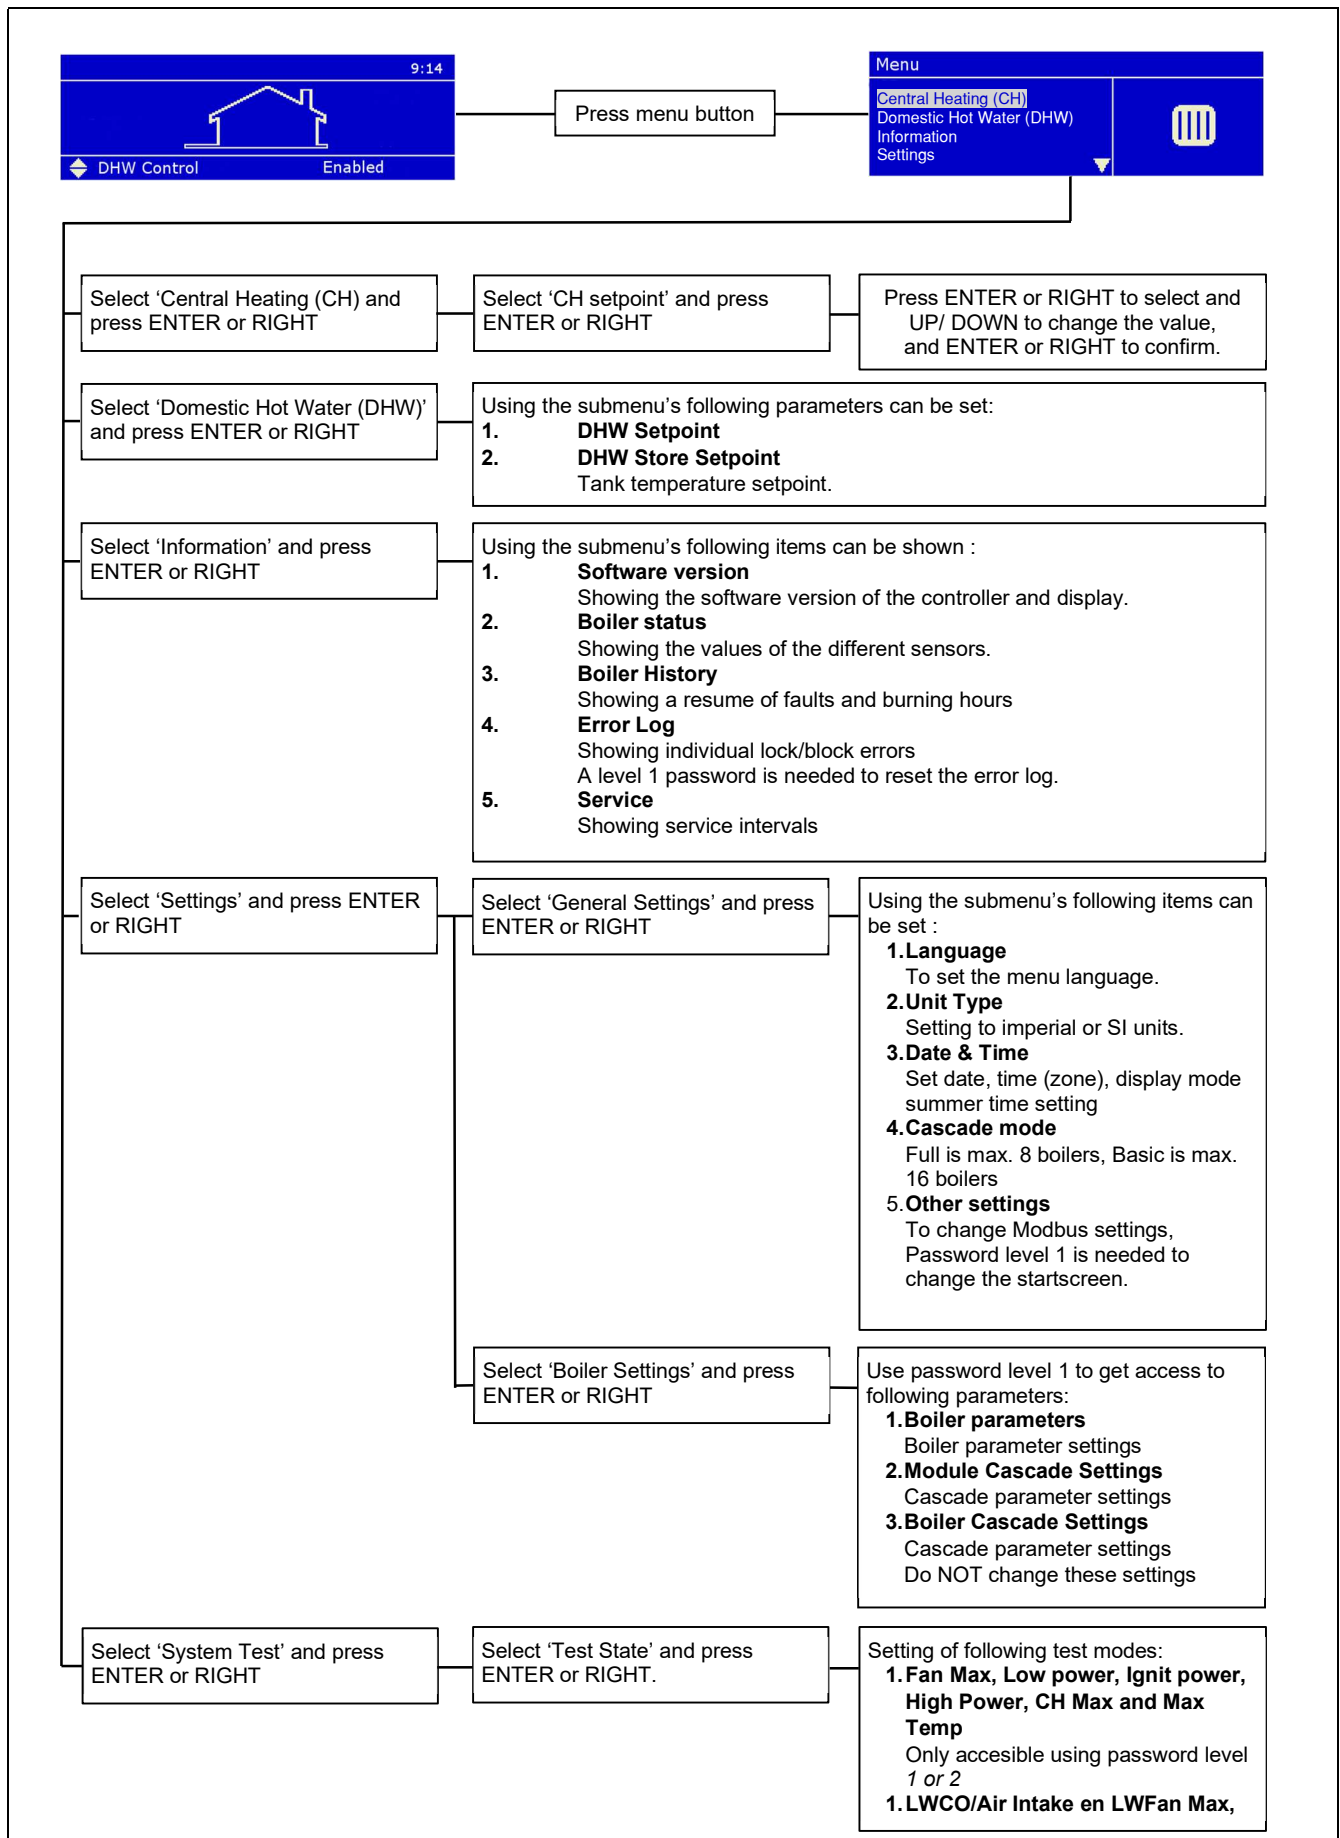 9:14
DHW Control Enabled
Press menu button
Menu
Central Heating (CH)
Domestic Hot Water (DHW)
Information
Settings
Select ‘Central Heating (CH) and
press ENTER or RIGHT
Select ‘CH setpoint’ and press
ENTER or RIGHT
Press ENTER or RIGHT to select and
UP/ DOWN to change the value,
and ENTER or RIGHT to confirm.
Select ‘Domestic Hot Water (DHW)’
and press ENTER or RIGHT
Using the submenu’s following parameters can be set:
1. DHW Setpoint
2. DHW Store Setpoint
Tank temperature setpoint.
Select ‘Information’ and press
ENTER or RIGHT
Using the submenu’s following items can be shown :
1. Software version
Showing the software version of the controller and display.
2. Boiler status
Showing the values of the different sensors.
3. Boiler History
Showing a resume of faults and burning hours
4. Error Log
Showing individual lock/block errors
A level 1 password is needed to reset the error log.
5. Service
Showing service intervals
Select ‘Settings’ and press ENTER
or RIGHT
Select ‘General Settings’ and press
ENTER or RIGHT
Using the submenu’s following items can
be set :
1.Language
To set the menu language.
2.Unit Type
Setting to imperial or SI units.
3.Date & Time
Set date, time (zone), display mode
summer time setting
4.Cascade mode
Full is max. 8 boilers, Basic is max.
16 boilers
5.Other settings
To change Modbus settings,
Password level 1 is needed to
change the startscreen.
Select ‘Boiler Settings’ and press
ENTER or RIGHT
Use password level 1 to get access to
following parameters:
1.Boiler parameters
Boiler parameter settings
2.Module Cascade Settings
Cascade parameter settings
3.Boiler Cascade Settings
Cascade parameter settings
Do NOT change these settings
Select ‘System Test’ and press
ENTER or RIGHT
Select ‘Test State’ and press
ENTER or RIGHT.
Setting of following test modes:
1.Fan Max, Low power, Ignit power,
High Power, CH Max and Max
Temp
Only accesible using password level
1 or 2
1.LWCO/Air Intake en LWFan Max,